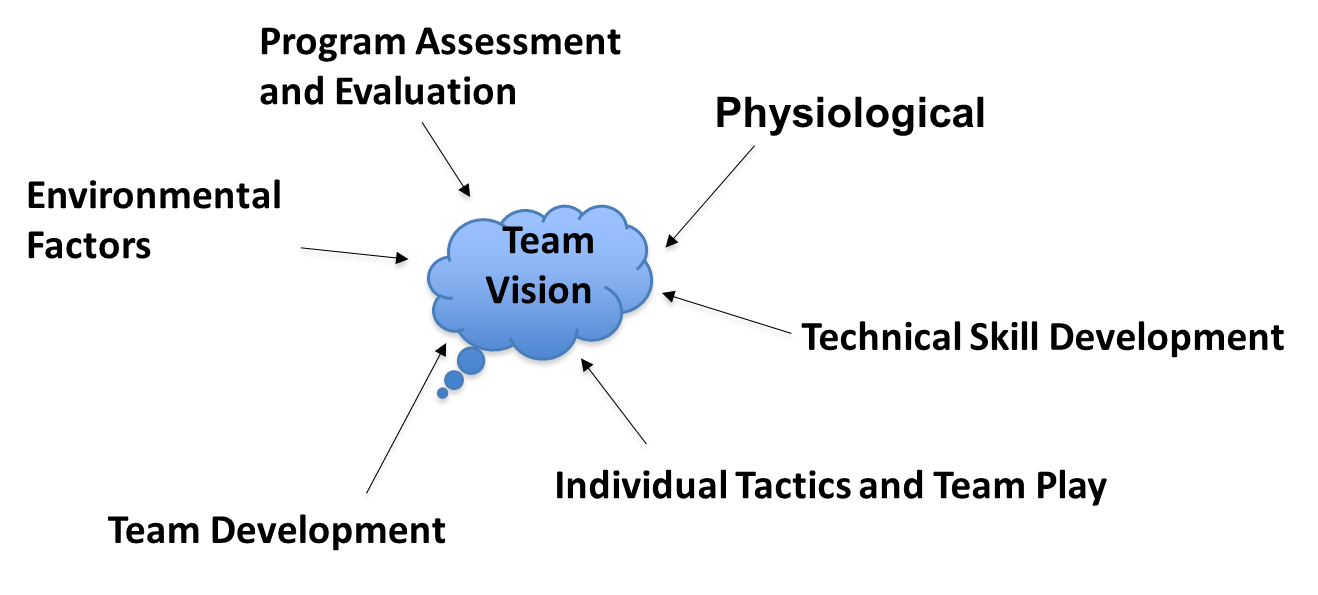 Program Assessment
and Evaluation
Physiological
Environmental
Factors
Team
Vision
Technical Skill Development
Individual Tactics and Team Play
Team Development